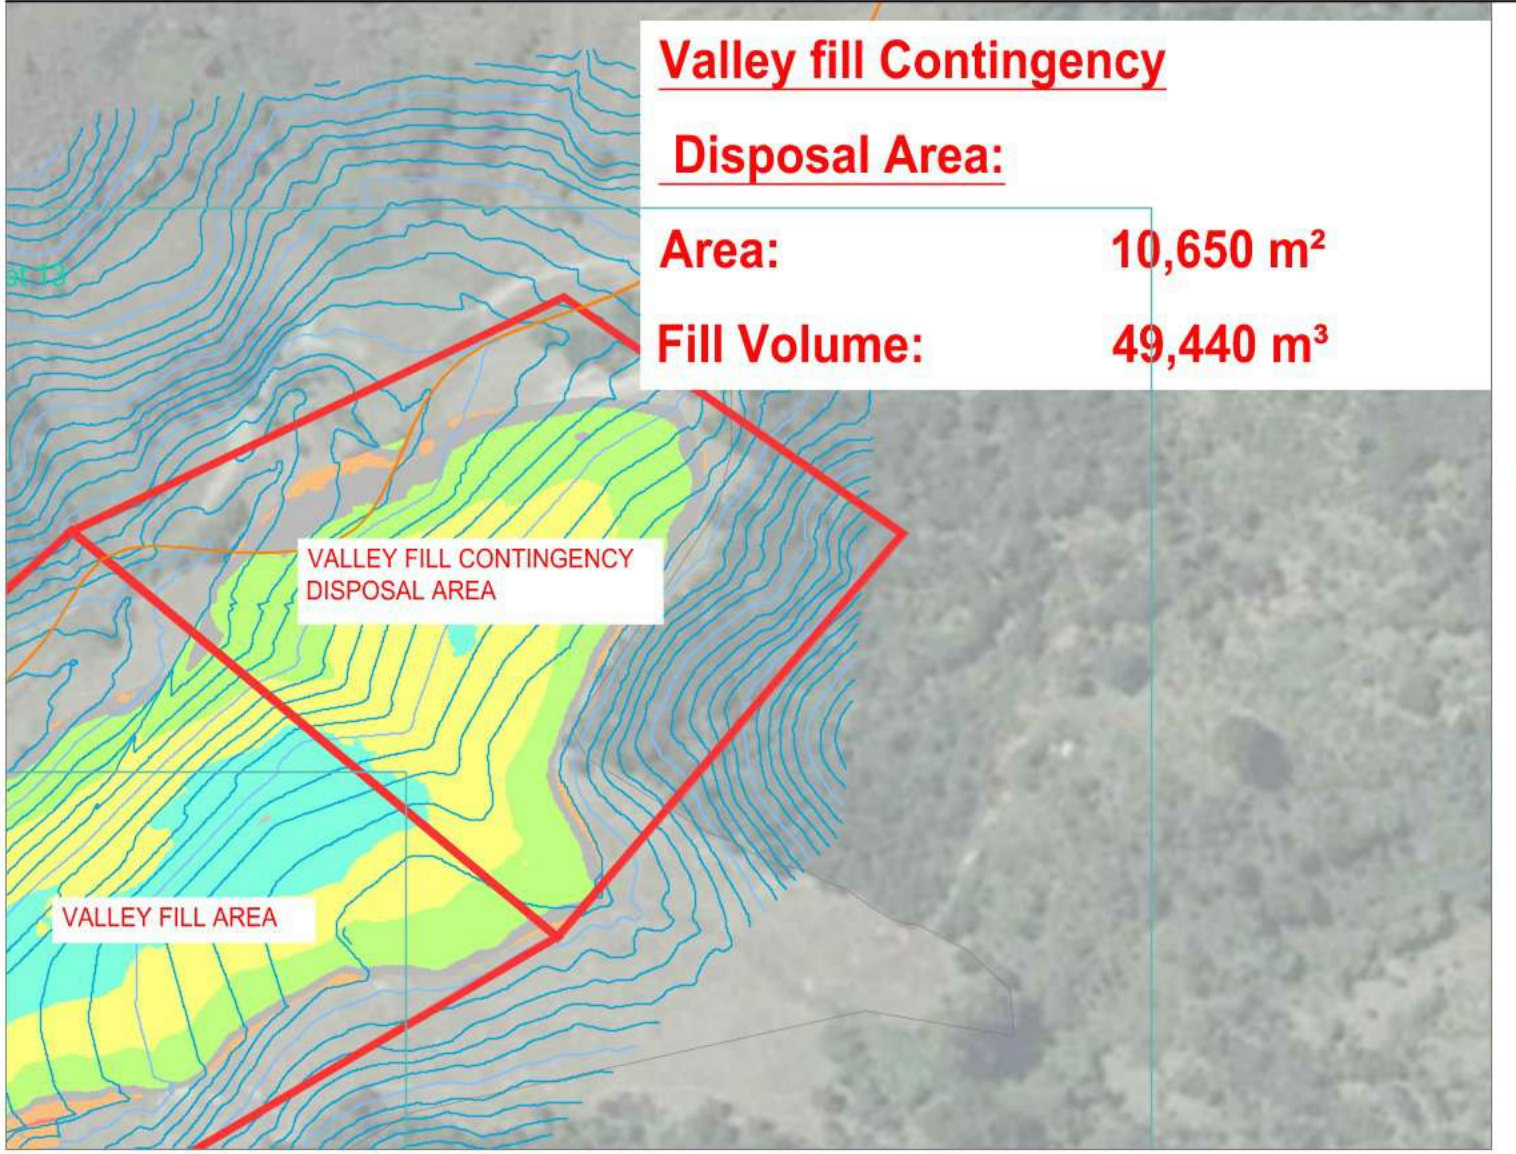 Valley fill Contingency
Disposal Area:
Area: 10,650 m²
Fill Volume: 49,440 m³
VALLEY FILL CONTINGENCY
DISPOSAL AREA
VALLEY FILL AREA